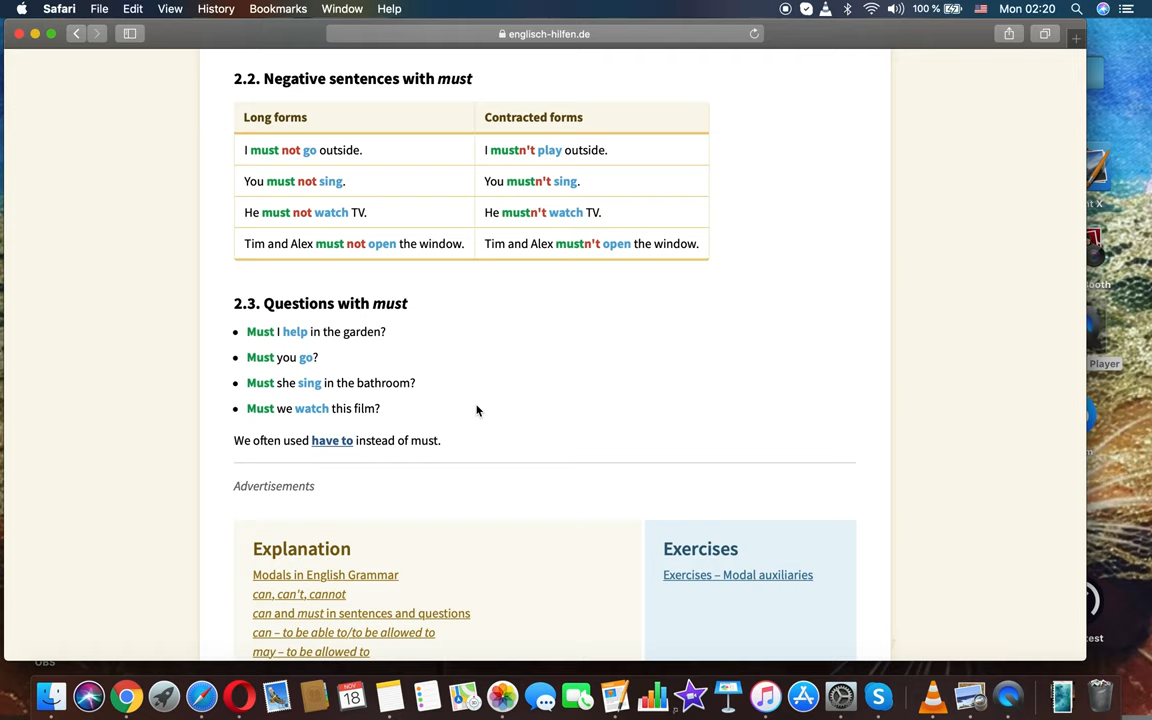 Safari File Edit View History Bookmarks Window Help 100 % Mon 02:20
englisch-hilfen.de
2.2. Negative sentences with must
Long forms Contracted forms
I must not go outside. I mustn't play outside.
You must not sing. You mustn't sing.
He must not watch TV. He mustn't watch TV.
Tim and Alex must not open the window. Tim and Alex mustn't open the window.
2.3. Questions with must
• Must I help in the garden?
• Must you go?
• Must she sing in the bathroom?
• Must we watch this film?
We often used have to instead of must.
Advertisements
Explanation Exercises
Modals in English Grammar Exercises – Modal auxiliaries
can, can't, cannot
can and must in sentences and questions
can – to be able to/to be allowed to
may – to be allowed to
nt X
ooth
Player
m
test
OBS
NOV
18